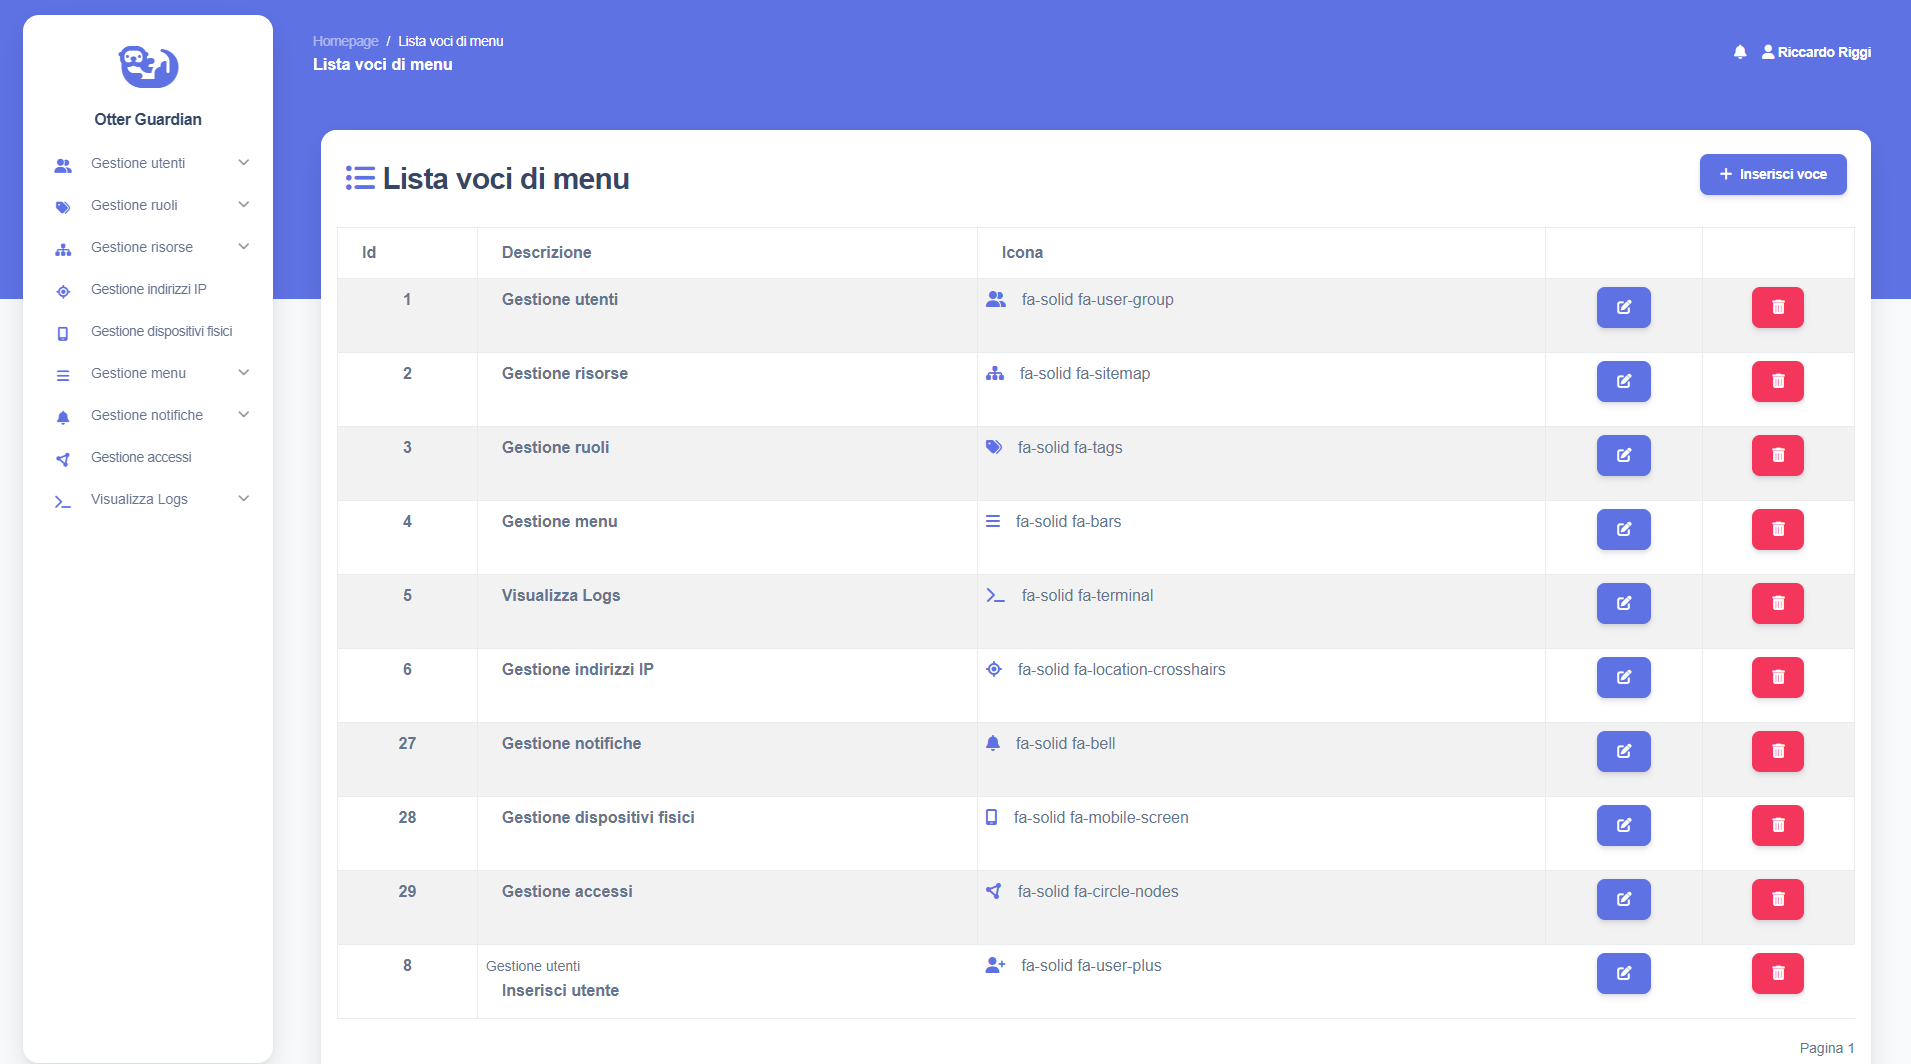 Otter Guardian
Gestione utenti
Gestione ruoli
Gestione risorse
Gestione indirizzi IP
Gestione dispositivi fisici
Gestione menu
Gestione notifiche
Gestione accessi
Visualizza Logs
Homepage / Lista voci di menu
Lista voci di menu
Riccardo Riggi
Lista voci di menu
+ Inserisci voce
Id Descrizione Icona
1 Gestione utenti fa-solid fa-user-group
2 Gestione risorse fa-solid fa-sitemap
3 Gestione ruoli fa-solid fa-tags
4 Gestione menu fa-solid fa-bars
5 Visualizza Logs fa-solid fa-terminal
6 Gestione indirizzi IP fa-solid fa-location-crosshairs
27 Gestione notifiche fa-solid fa-bell
28 Gestione dispositivi fisici fa-solid fa-mobile-screen
29 Gestione accessi fa-solid fa-circle-nodes
8 Gestione utenti fa-solid fa-user-plus
Inserisci utente
Pagina 1